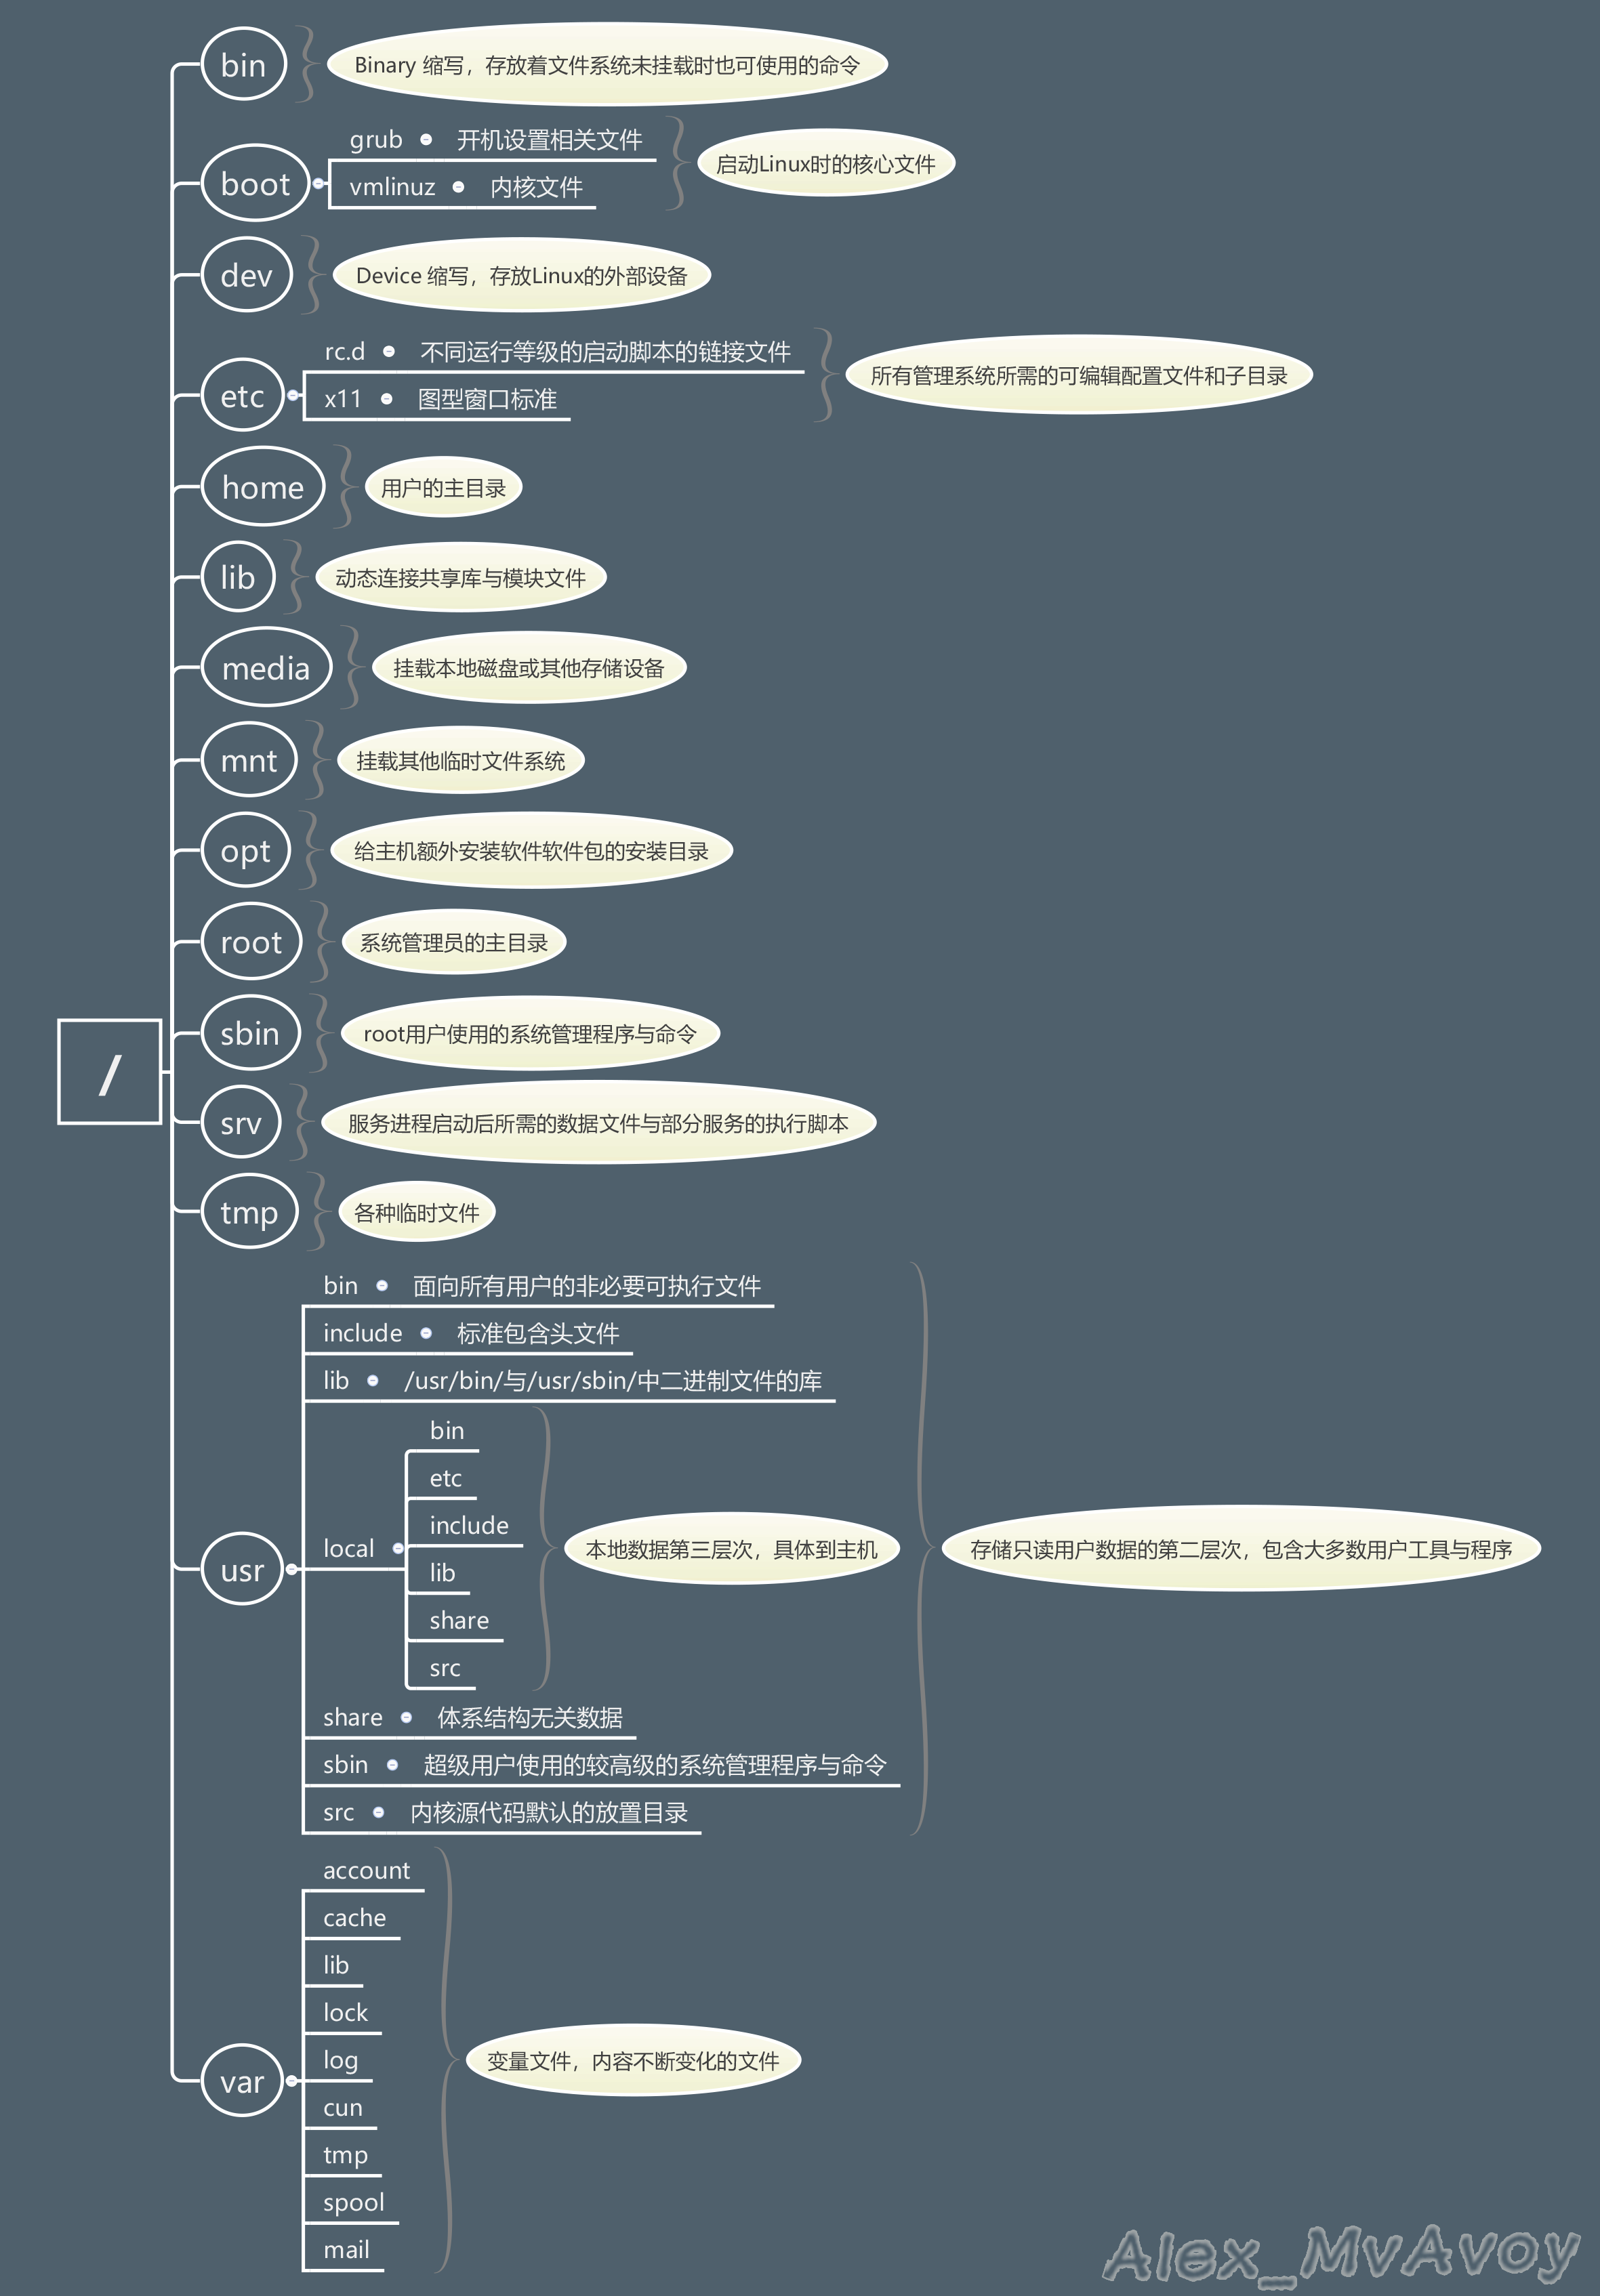 /
bin
Binary 缩写，存放着文件系统未挂载时也可使用的命令
boot
grub 开机设置相关文件
vmlinuz 内核文件
启动Linux时的核心文件
dev
Device 缩写，存放Linux的外部设备
etc
rc.d 不同运行等级的启动脚本的链接文件
x11 图型窗口标准
所有管理系统所需的可编辑配置文件和子目录
home
用户的主目录
lib
动态连接共享库与模块文件
media
挂载本地磁盘或其他存储设备
mnt
挂载其他临时文件系统
opt
给主机额外安装软件软件包的安装目录
root
系统管理员的主目录
sbin
root用户使用的系统管理程序与命令
srv
服务进程启动后所需的数据文件与部分服务的执行脚本
tmp
各种临时文件
usr
bin 面向所有用户的非必要可执行文件
include 标准包含头文件
lib /usr/bin/与/usr/sbin/中二进制文件的库
local
bin
etc
include
lib
share
src
本地数据第三层次，具体到主机
share 体系结构无关数据
sbin 超级用户使用的较高级的系统管理程序与命令
src 内核源代码默认的放置目录
存储只读用户数据的第二层次，包含大多数用户工具与程序
var
account
cache
lib
lock
log
cun
tmp
spool
mail
变量文件，内容不断变化的文件
Alex_MvAvoy